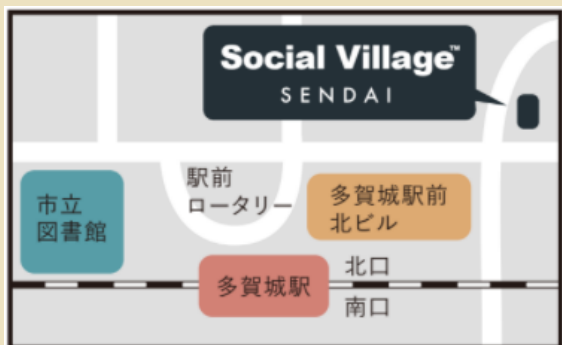 Social Village™
SENDAI
市立
図書館
駅前
ロータリー
多賀城駅前
北ビル
多賀城駅
北口
南口